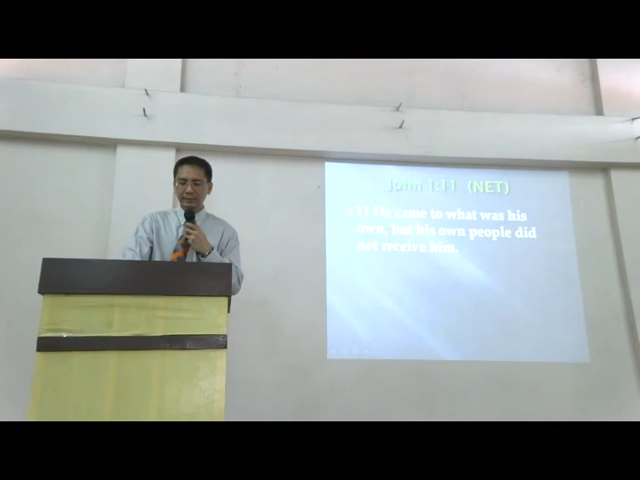 John 1:11 (NET)
11 He came to what was his
own, but his own people did
not receive him.